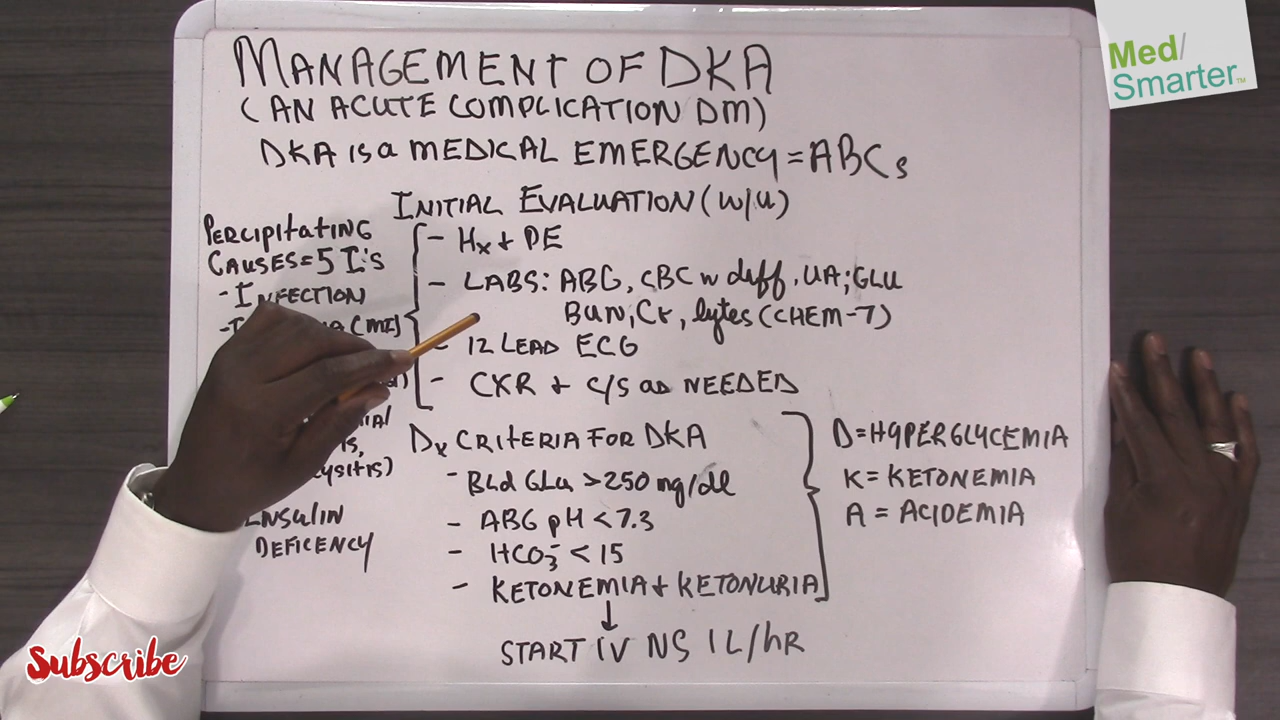 MANAGEMENT OF DKA
(AN ACUTE COMPLICATION DM)
DKA is a MEDICAL EMERGENCY = ABCs
INITIAL EVALUATION (w/u)
- Hx + PE
- LABS: ABG, CBC w diff, UA; GLU
BUN, Cr, lytes (CHEM-7)
- 12 LEAD ECG
- CXR + C/S as NEEDED
PERCIPITATING
CAUSES = 5 I's
- INFECTION
(MI)
INSULIN
DEFICENCY
Dx CRITERIA FOR DKA
- Bld GLu > 250 mg/dl
- ABG pH < 7.3
- HCO3- < 15
- KETONEMIA + KETONURIA
START IV NS 1L/hR
D = HYPERGLYCEMIA
K = KETONEMIA
A = ACIDEMIA
Med/
Smarter™
Subscribe